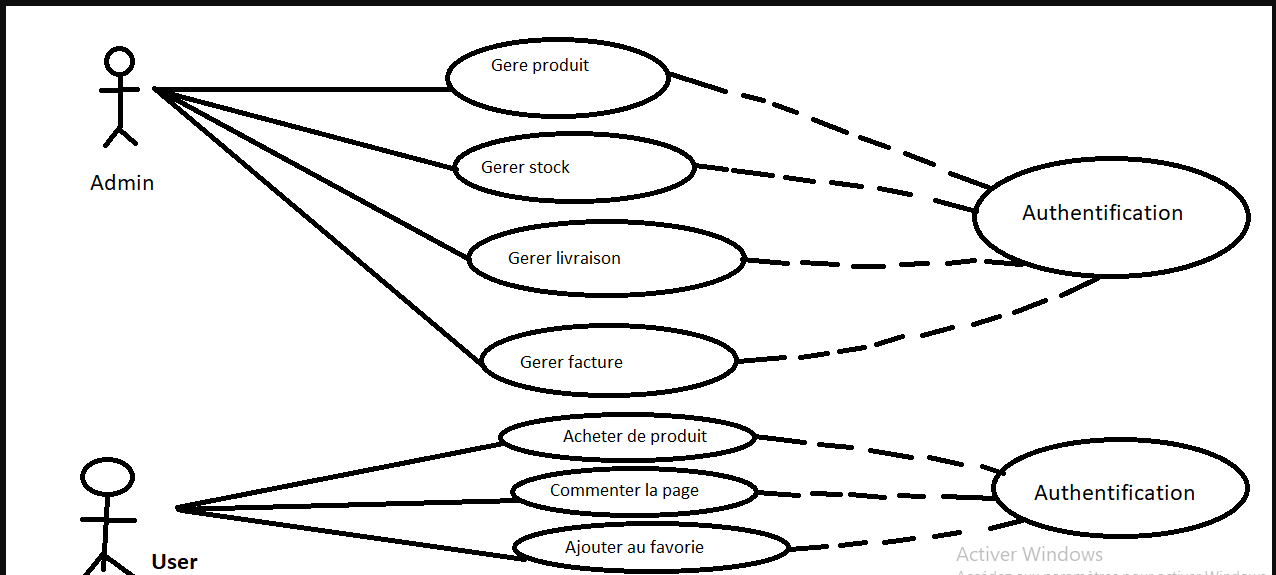 Gere produit
Admin
Gerer stock
Authentification
Gerer livraison
Gerer facture
Acheter de produit
Commenter la page
Authentification
Ajouter au favorie
User
Activer Windows